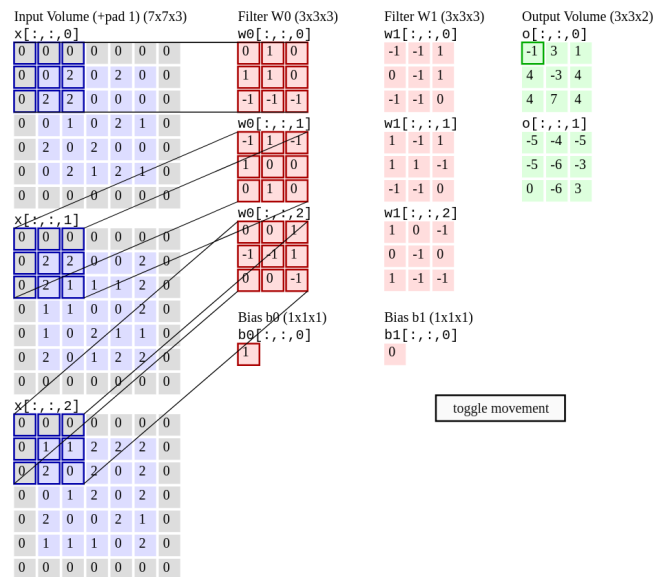 Input Volume (+pad 1) (7x7x3)
x[:,:,0]
0 0 0 0 0 0 0
0 0 2 0 2 0 0
0 2 2 0 0 0 0
0 0 1 0 2 1 0
0 2 0 2 0 0 0
0 0 2 1 2 1 0
0 0 0 0 0 0 0
x[:,:,1]
0 0 0 0 0 0 0
0 2 2 0 0 2 0
0 2 1 1 1 2 0
0 1 1 0 0 2 0
0 1 0 2 1 1 0
0 2 0 1 2 2 0
0 0 0 0 0 0 0
x[:,:,2]
0 0 0 0 0 0 0
0 1 1 2 2 2 0
0 2 0 2 0 2 0
0 0 1 2 0 2 0
0 2 0 0 2 1 0
0 1 1 1 0 2 0
0 0 0 0 0 0 0
Filter W0 (3x3x3)
w0[:,:,0]
0 1 0
1 1 0
-1 -1 -1
w0[:,:,1]
-1 1 -1
1 0 0
0 1 0
w0[:,:,2]
0 0 1
-1 -1 1
0 0 -1
Bias b0 (1x1x1)
b0[:,:,0]
1
Filter W1 (3x3x3)
w1[:,:,0]
-1 -1 1
0 -1 1
-1 -1 0
w1[:,:,1]
1 -1 1
1 1 -1
-1 -1 0
w1[:,:,2]
1 0 -1
0 -1 0
1 -1 -1
Bias b1 (1x1x1)
b1[:,:,0]
0
Output Volume (3x3x2)
o[:,:,0]
-1 3 1
4 -3 4
4 7 4
o[:,:,1]
-5 -4 -5
-5 -6 -3
0 -6 3
toggle movement